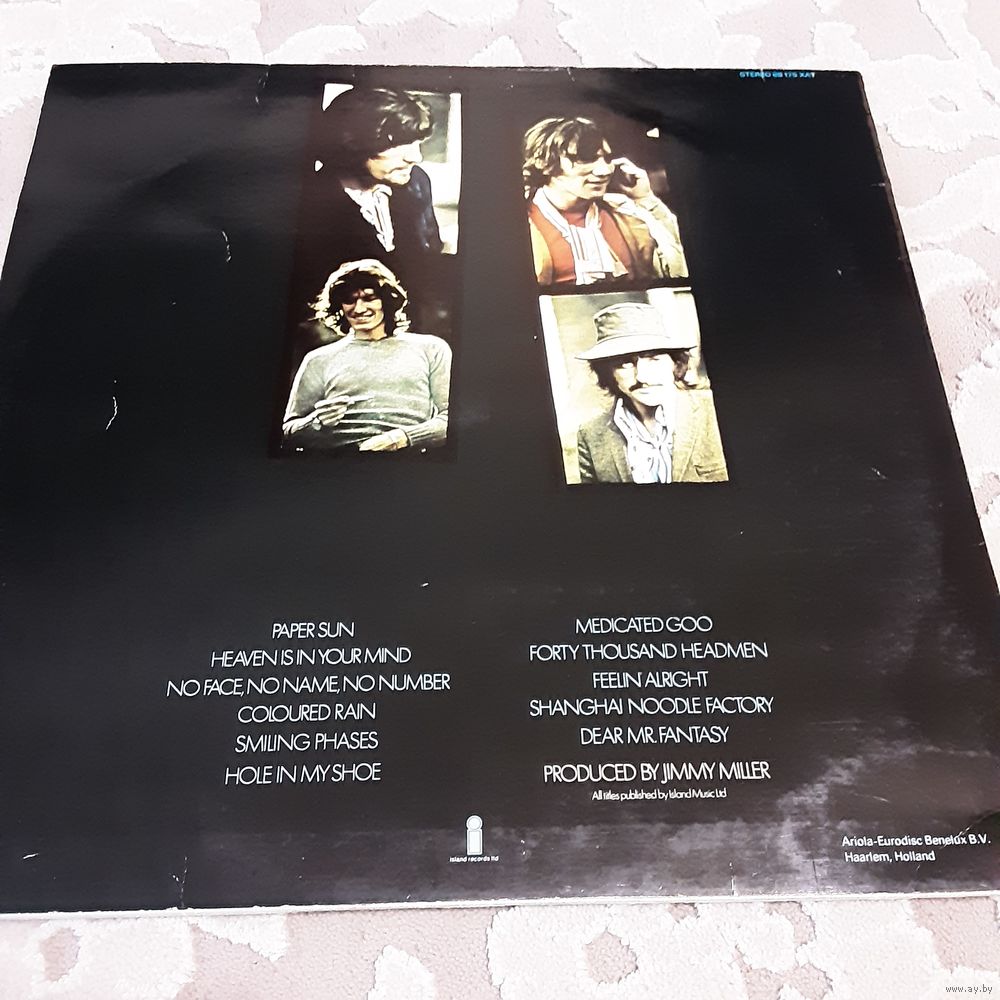 STEREO 88 175 XAT
PAPER SUN
HEAVEN IS IN YOUR MIND
NO FACE, NO NAME, NO NUMBER
COLOURED RAIN
SMILING PHASES
HOLE IN MY SHOE
MEDICATED GOO
FORTY THOUSAND HEADMEN
FEELIN' ALRIGHT
SHANGHAI NOODLE FACTORY
DEAR MR. FANTASY
PRODUCED BY JIMMY MILLER
All titles published by Island Music Ltd
island records ltd
Ariola-Eurodisc Benelux B.V.
Haarlem, Holland
www.ay.by